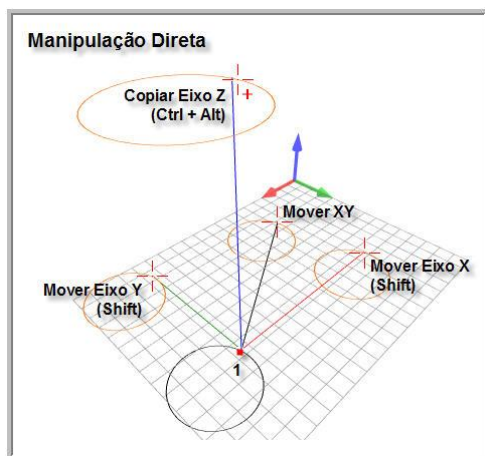 Manipulação Direta
Copiar Eixo Z
(Ctrl + Alt)
Mover XY
Mover Eixo Y
(Shift)
Mover Eixo X
(Shift)
1